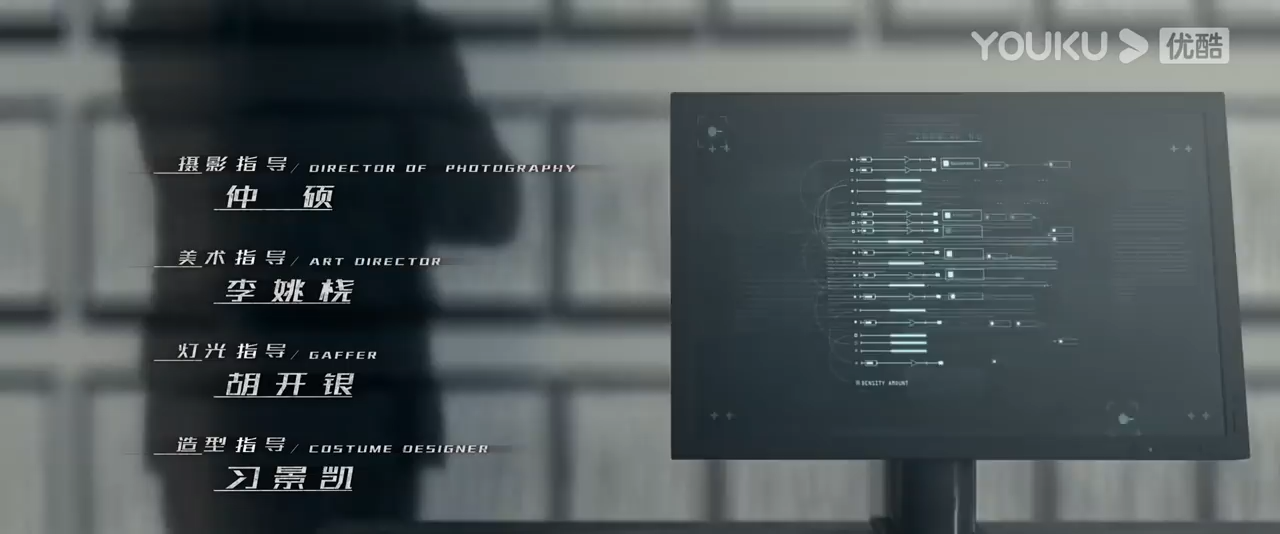 YOUKU 优酷
摄影指导/ DIRECTOR OF PHOTOGRAPHY
仲 硕
美术指导/ ART DIRECTOR
李姚桡
灯光指导/ GAFFER
胡开银
造型指导/ COSTUME DESIGNER
习景凯
DENSITY AMOUNT